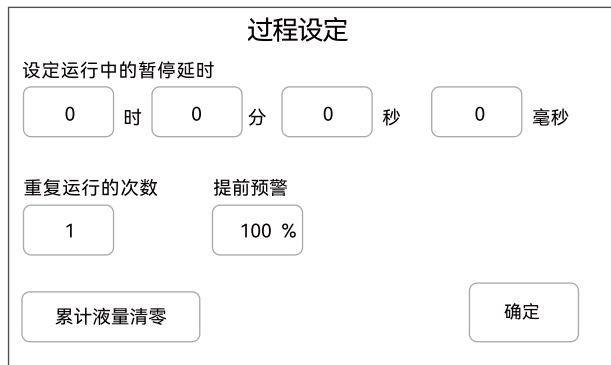 过程设定
设定运行中的暂停延时
0 时 0 分 0 秒 0 毫秒
重复运行的次数 提前预警
1 100 %
累计液量清零 确定